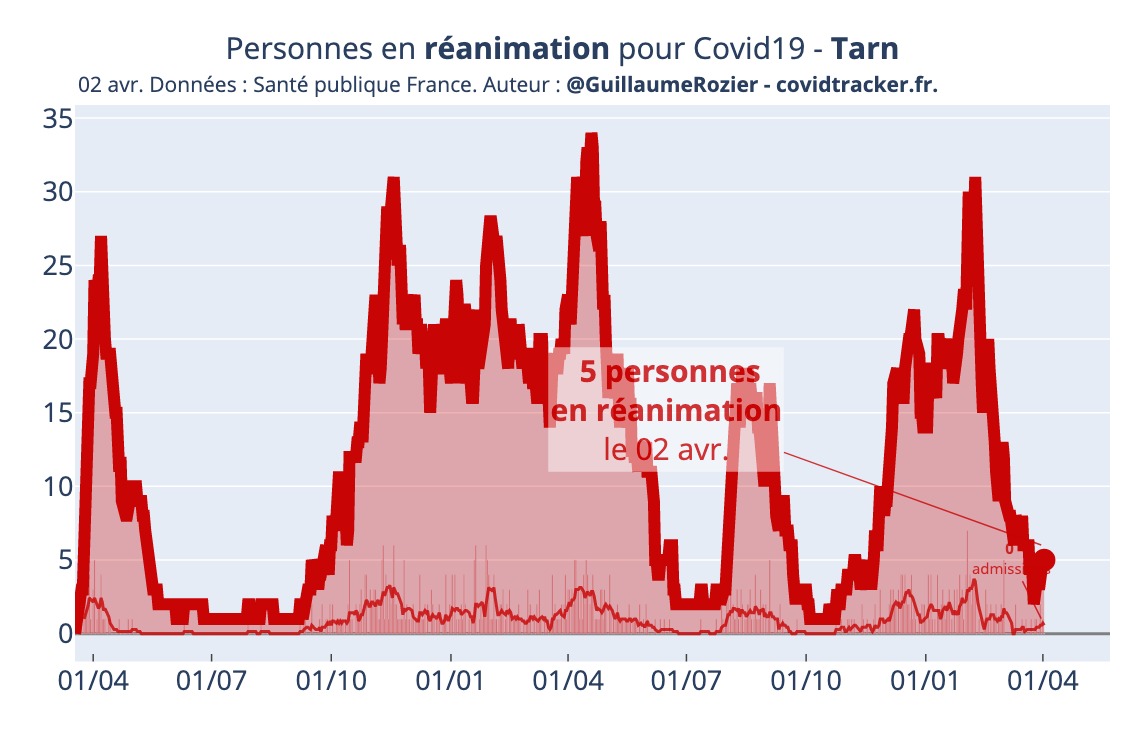 Personnes en réanimation pour Covid19 - Tarn
02 avr. Données : Santé publique France. Auteur : @GuillaumeRozier - covidtracker.fr.
35
30
25
20
15
10
5
0
5 personnes
en réanimation
le 02 avr.
0
01/04 01/07 01/10 01/01 01/04 01/07 01/10 01/01 01/04